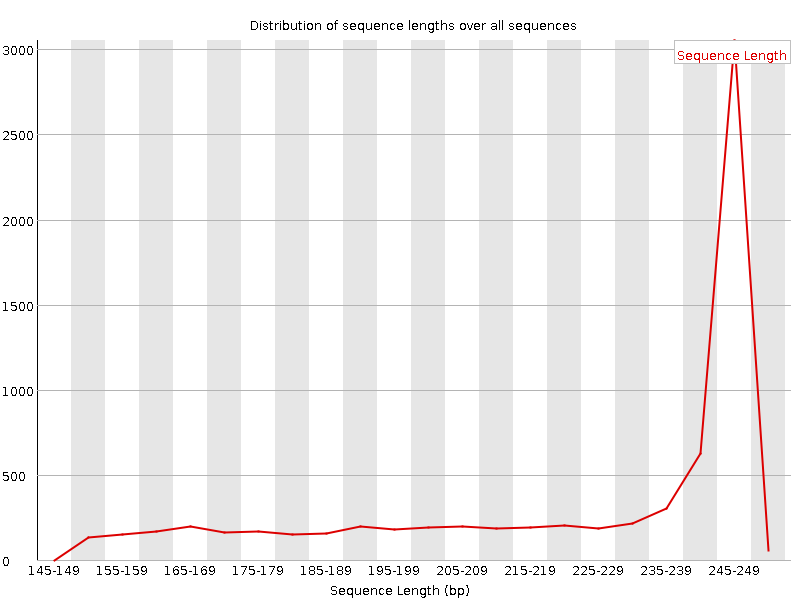 Distribution of sequence lengths over all sequences
3000
Sequence Length
2500
2000
1500
1000
500
0
145-149 155-159 165-169 175-179 185-189 195-199 205-209 215-219 225-229 235-239 245-249
Sequence Length (bp)